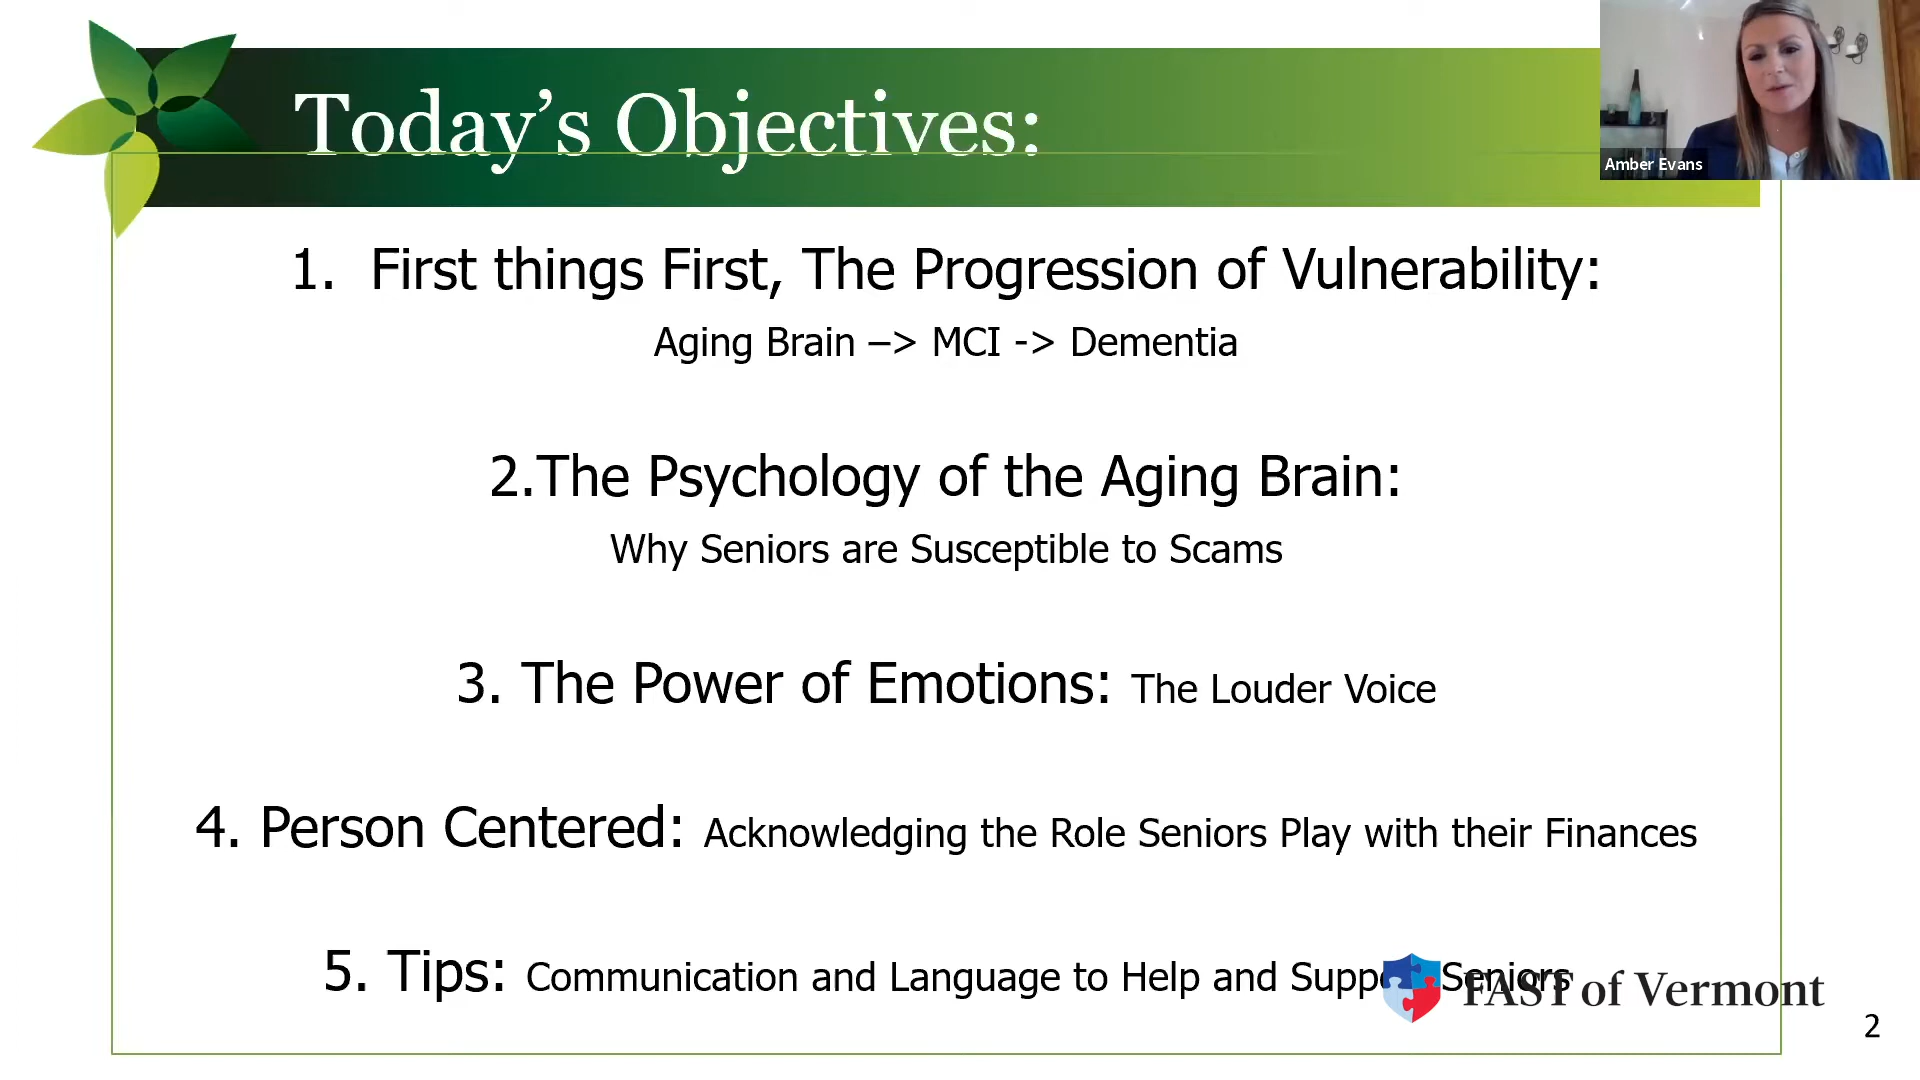 Today’s Objectives:
Amber Evans
1. First things First, The Progression of Vulnerability:
Aging Brain –> MCI -> Dementia
2.The Psychology of the Aging Brain:
Why Seniors are Susceptible to Scams
3. The Power of Emotions: The Louder Voice
4. Person Centered: Acknowledging the Role Seniors Play with their Finances
5. Tips: Communication and Language to Help and Support Seniors
FAST of Vermont
2